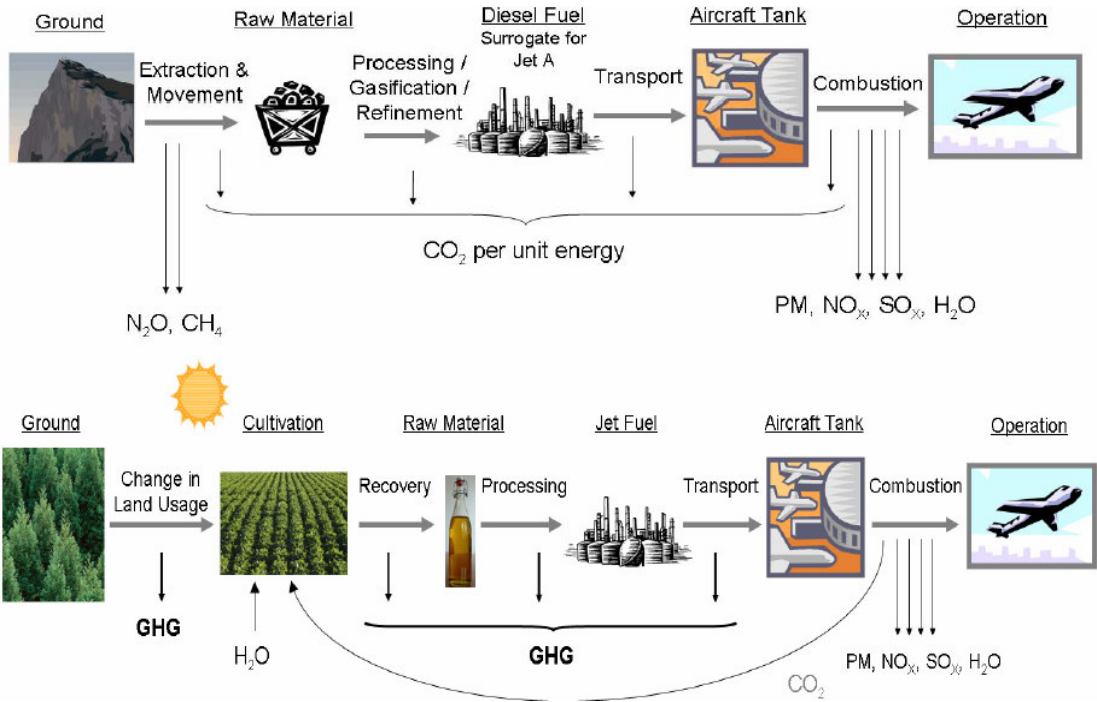 Ground
Raw Material
Diesel Fuel
Surrogate for
Jet A
Aircraft Tank
Operation
Extraction &
Movement
Processing /
Gasification /
Refinement
Transport
Combustion
CO₂ per unit energy
N₂O, CH₄
PM, NOₓ, SOₓ, H₂O
Ground
Cultivation
Raw Material
Jet Fuel
Aircraft Tank
Operation
Change in
Land Usage
Recovery
Processing
Transport
Combustion
GHG
H₂O
GHG
CO₂
PM, NOₓ, SOₓ, H₂O